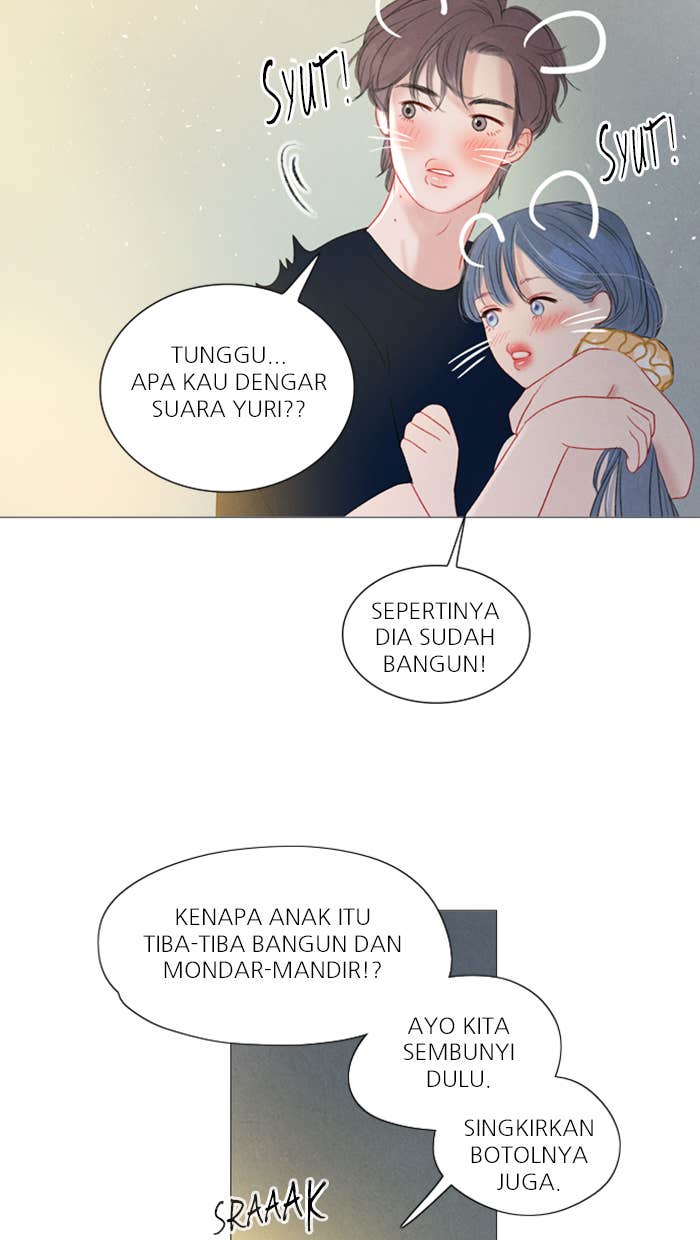 SYUT!
SYUT!
TUNGGU...
APA KAU DENGAR
SUARA YURI??
SEPERTINYA
DIA SUDAH
BANGUN!
KENAPA ANAK ITU
TIBA-TIBA BANGUN DAN
MONDAR-MANDIR!?
AYO KITA
SEMBUNYI
DULU.
SINGKIRKAN
BOTOLNYA
JUGA.
SRAAAK